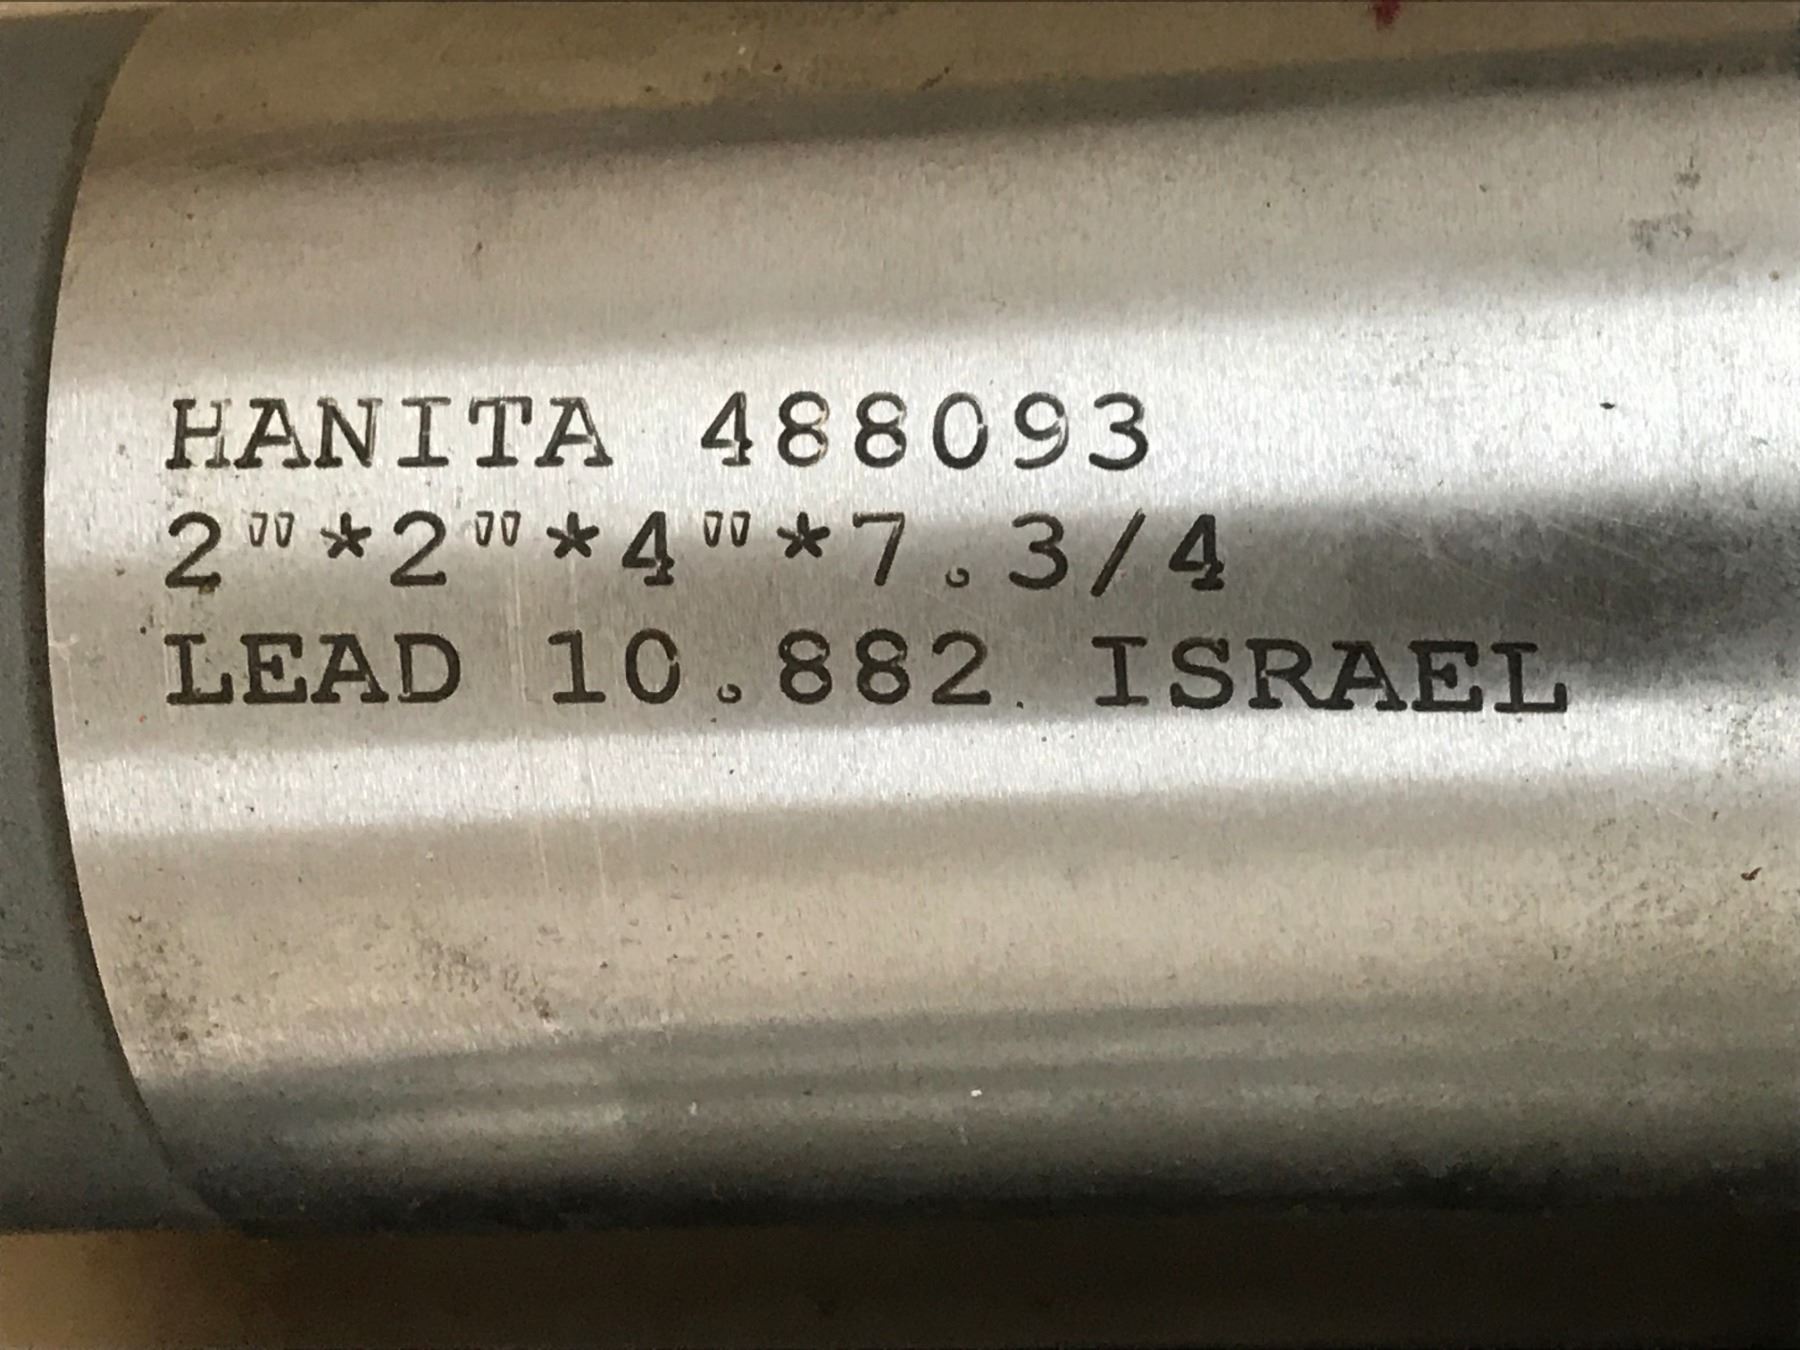 HANITA 488093
2"*2"*4"*7.3/4
LEAD 10.882 ISRAEL